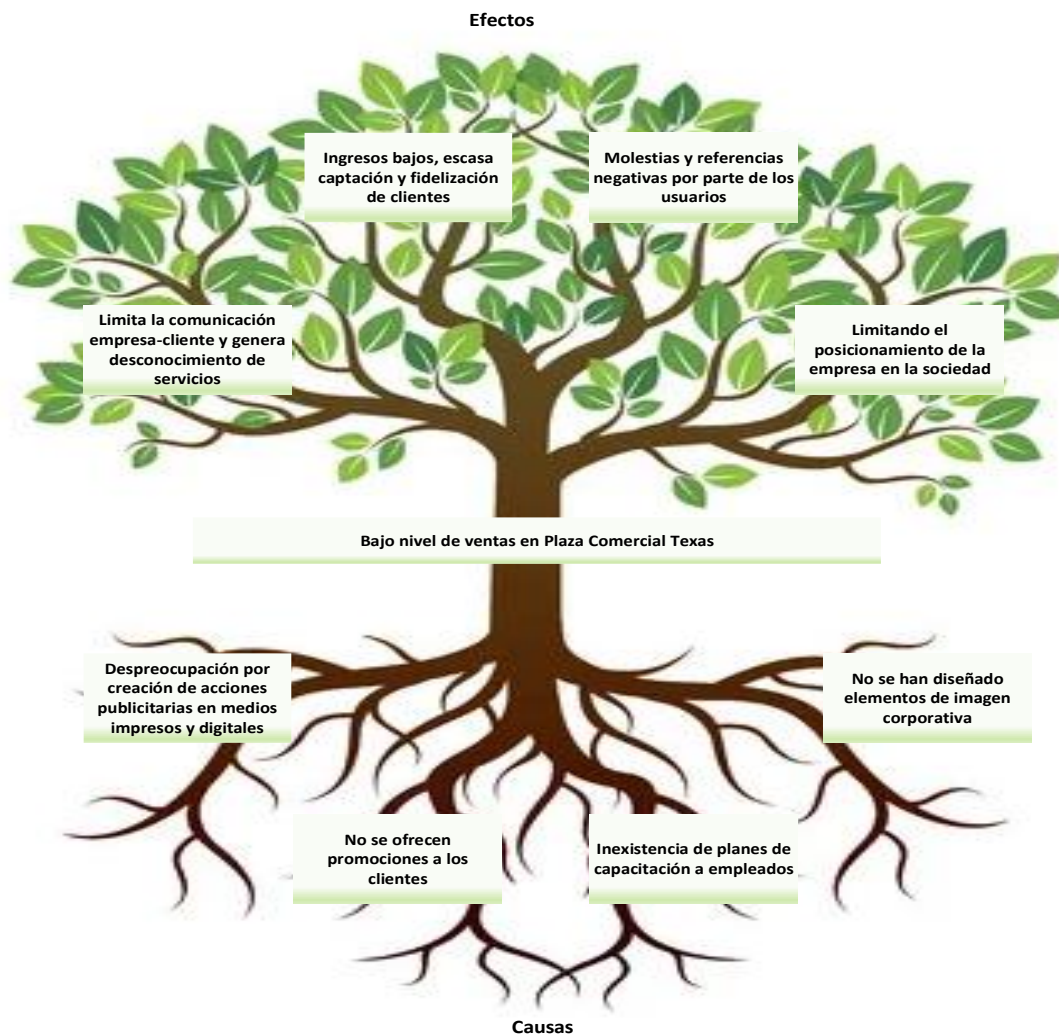 Efectos
Ingresos bajos, escasa
captación y fidelización
de clientes
Molestias y referencias
negativas por parte de los
usuarios
Limita la comunicación
empresa-cliente y genera
desconocimiento de
servicios
Limitando el
posicionamiento de la
empresa en la sociedad
Bajo nivel de ventas en Plaza Comercial Texas
Despreocupación por
creación de acciones
publicitarias en medios
impresos y digitales
No se han diseñado
elementos de imagen
corporativa
No se ofrecen
promociones a los
clientes
Inexistencia de planes de
capacitación a empleados
Causas